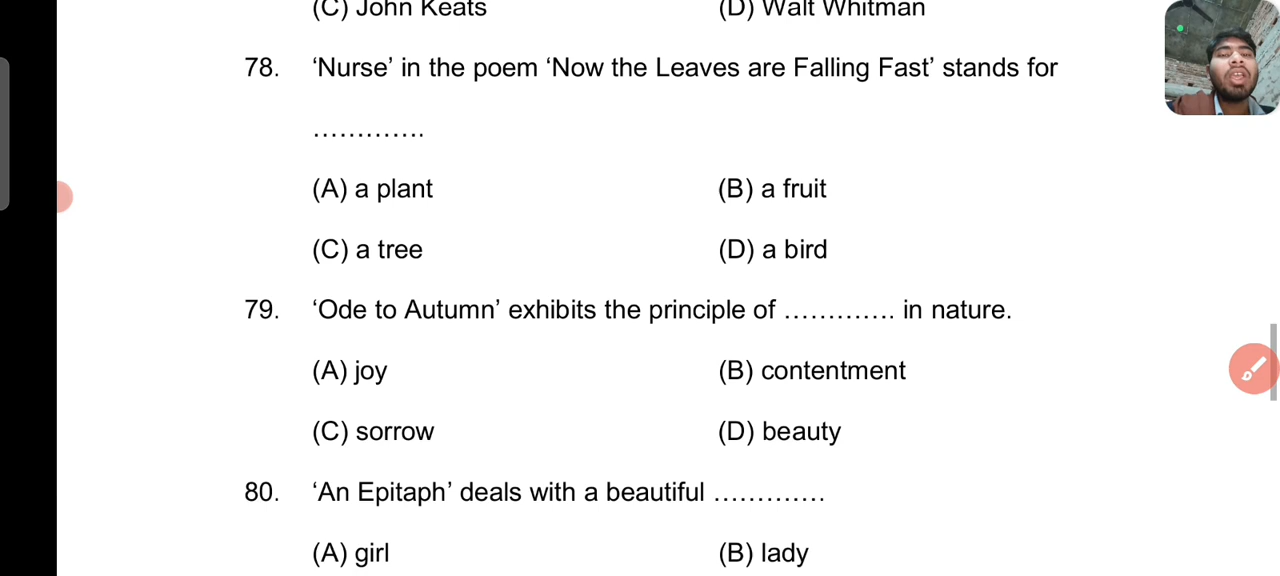 (C) John Keats (D) Walt Whitman
78. ‘Nurse’ in the poem ‘Now the Leaves are Falling Fast’ stands for
.............
(A) a plant (B) a fruit
(C) a tree (D) a bird
79. ‘Ode to Autumn’ exhibits the principle of ............. in nature.
(A) joy (B) contentment
(C) sorrow (D) beauty
80. ‘An Epitaph’ deals with a beautiful .............
(A) girl (B) lady